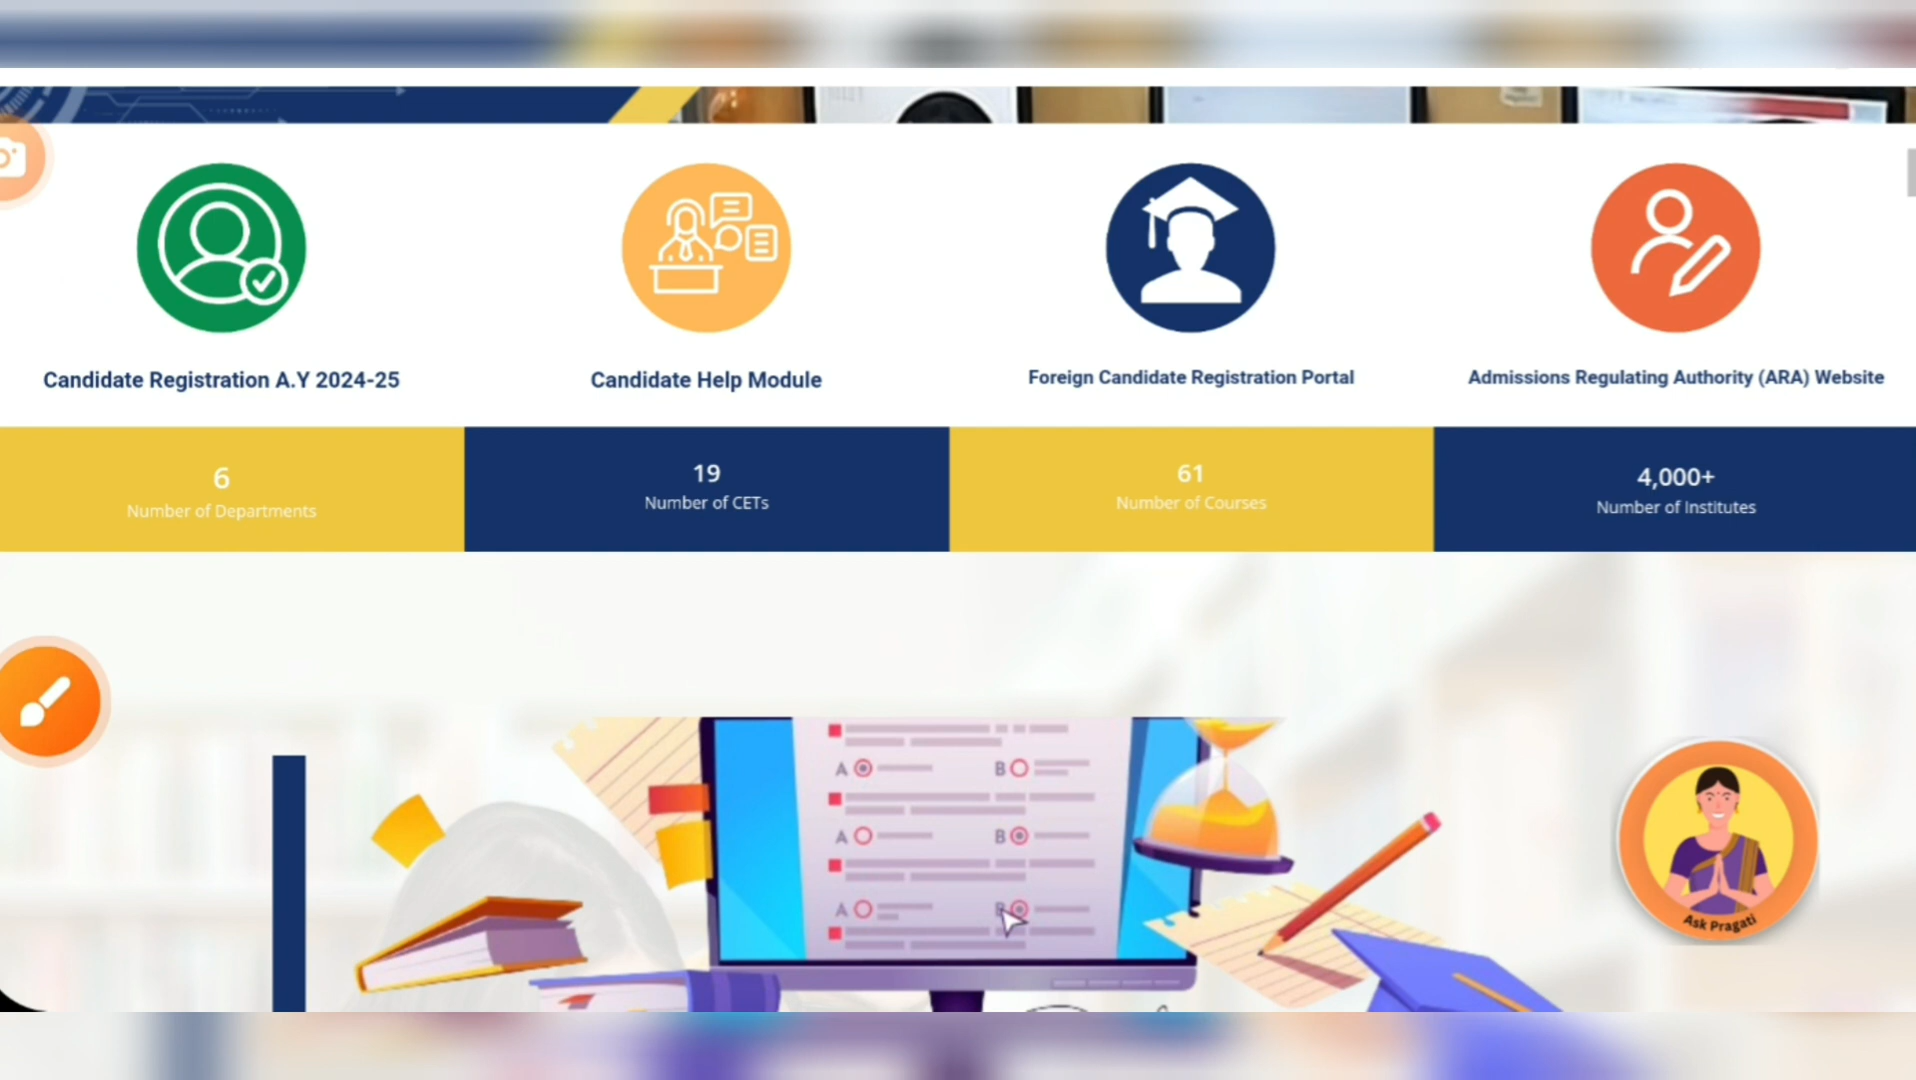 Candidate Registration A.Y 2024-25
Candidate Help Module
Foreign Candidate Registration Portal
Admissions Regulating Authority (ARA) Website
6
Number of Departments
19
Number of CETs
61
Number of Courses
4,000+
Number of Institutes
A
B
A
B
A
B
Ask Pragati